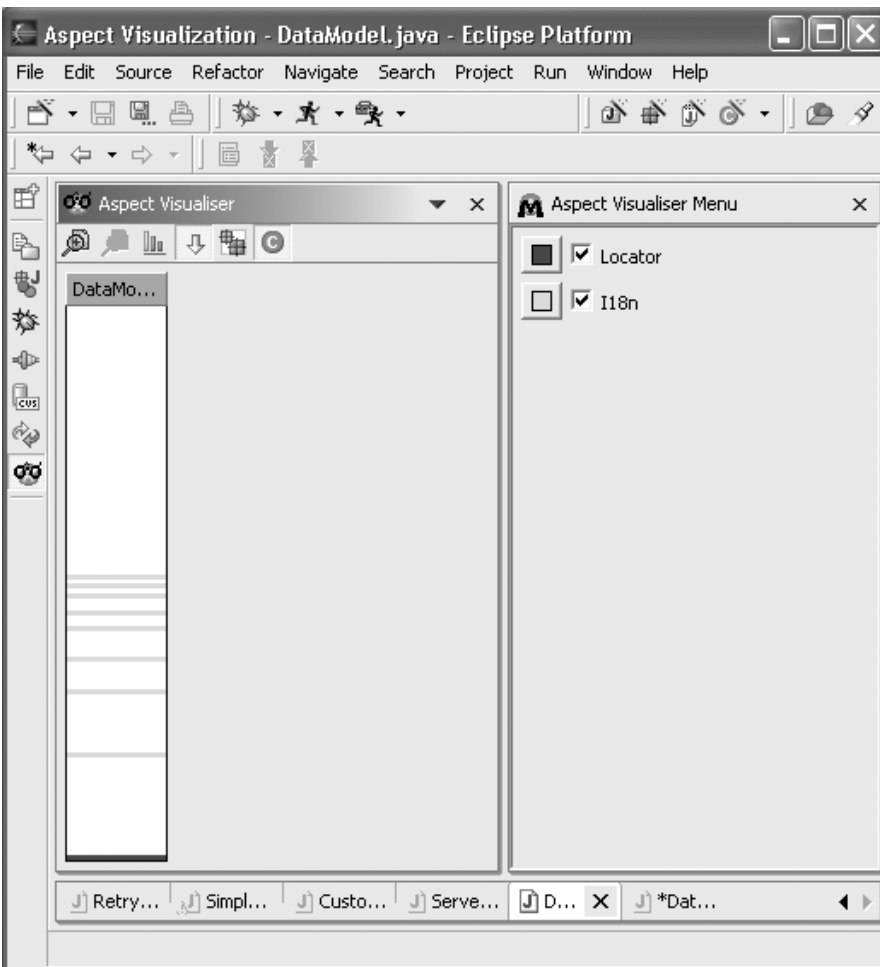 Aspect Visualization - DataModel.java - Eclipse Platform
File Edit Source Refactor Navigate Search Project Run Window Help
Aspect Visualiser
Aspect Visualiser Menu
Locator
DataMo...
I18n
CVS
Retry... Simpl... Custo... Serve... D... *Dat...